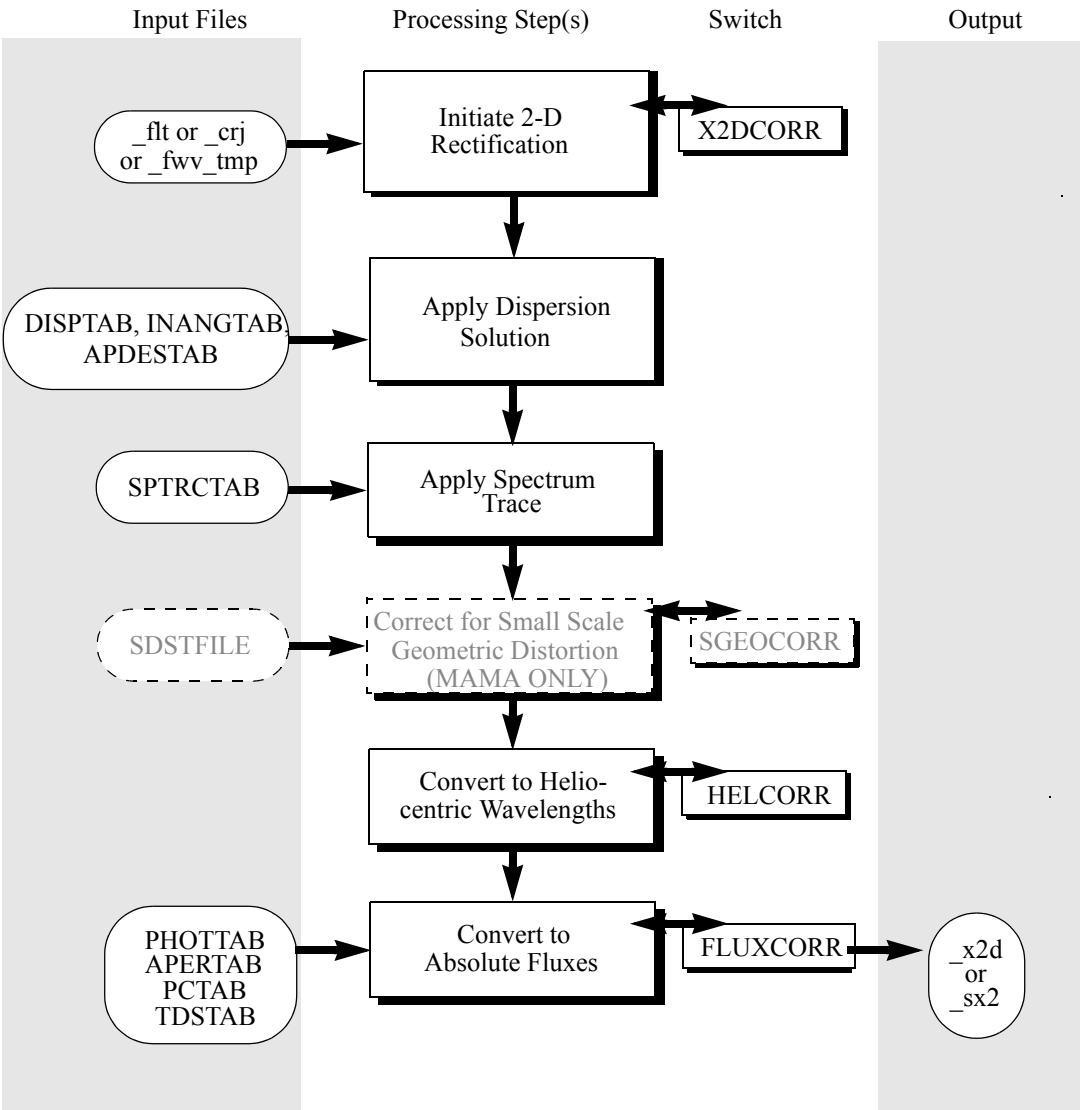 Input Files
Processing Step(s)
Switch
Output
_flt or _crj
or _fwv_tmp
Initiate 2-D
Rectification
X2DCORR
DISPTAB, INANGTAB,
APDESTAB
Apply Dispersion
Solution
SPTRCTAB
Apply Spectrum
Trace
SDSTFILE
Correct for Small Scale
Geometric Distortion
(MAMA ONLY)
SGEOCORR
Convert to Helio-
centric Wavelengths
HELCORR
PHOTTAB
APERTAB
PCTAB
TDSTAB
Convert to
Absolute Fluxes
FLUXCORR
_x2d
or
_sx2